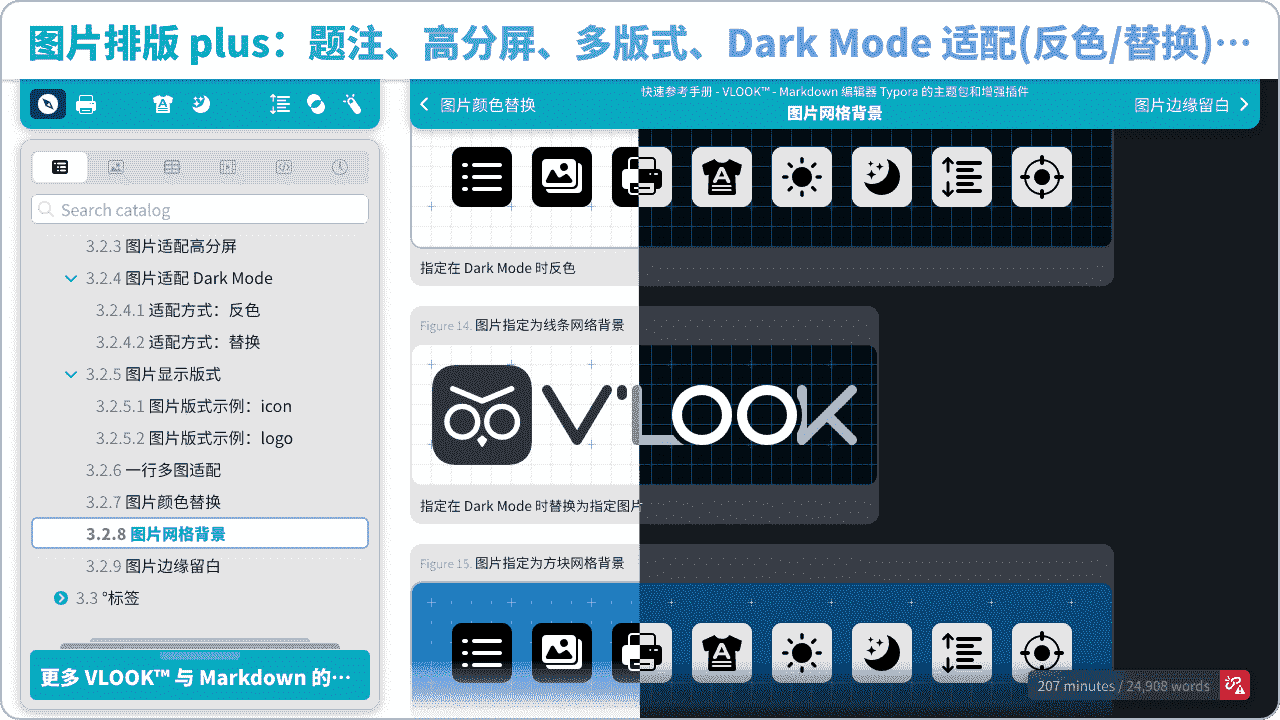 图片排版 plus：题注、高分屏、多版式、Dark Mode 适配(反色/替换)…
图片颜色替换
快速参考手册 - VLOOK™ - Markdown 编辑器 Typora 的主题包和增强插件
图片网格背景
图片边缘留白
Search catalog
3.2.3 图片适配高分屏
3.2.4 图片适配 Dark Mode
3.2.4.1 适配方式：反色
3.2.4.2 适配方式：替换
3.2.5 图片显示版式
3.2.5.1 图片版式示例：icon
3.2.5.2 图片版式示例：logo
3.2.6 一行多图适配
3.2.7 图片颜色替换
3.2.8 图片网格背景
3.2.9 图片边缘留白
3.3 °标签
更多 VLOOK™ 与 Markdown 的…
A
指定在 Dark Mode 时反色
Figure 14. 图片指定为线条网络背景
V'LOOK
指定在 Dark Mode 时替换为指定图片
Figure 15. 图片指定为方块网格背景
A
207 minutes / 24,908 words